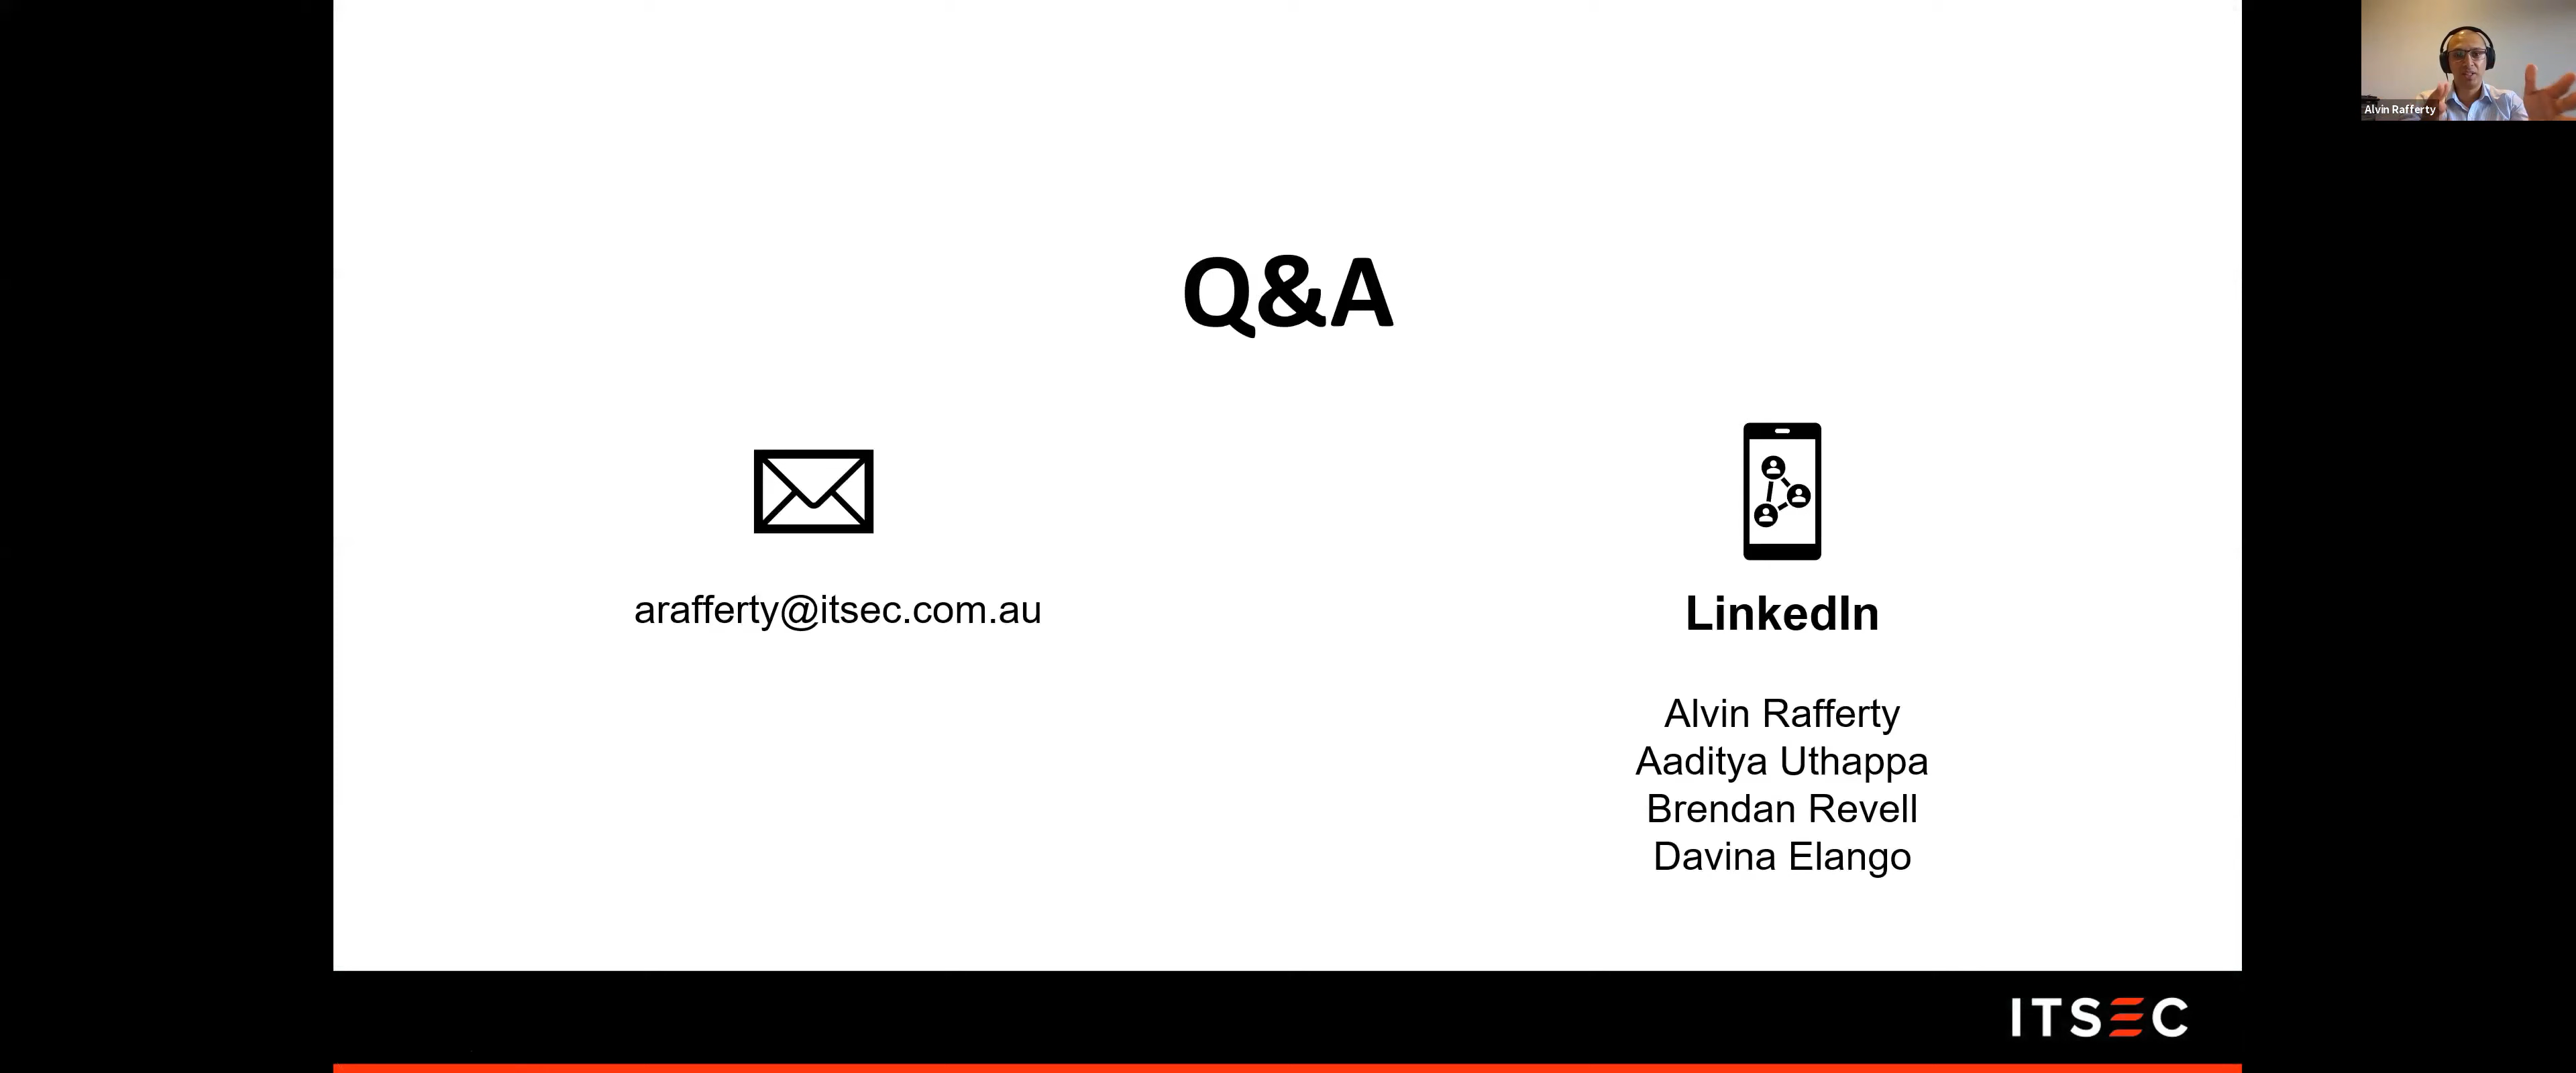 Alvin Rafferty
Q&A
arafferty@itsec.com.au
LinkedIn
Alvin Rafferty
Aaditya Uthappa
Brendan Revell
Davina Elango
ITSEC